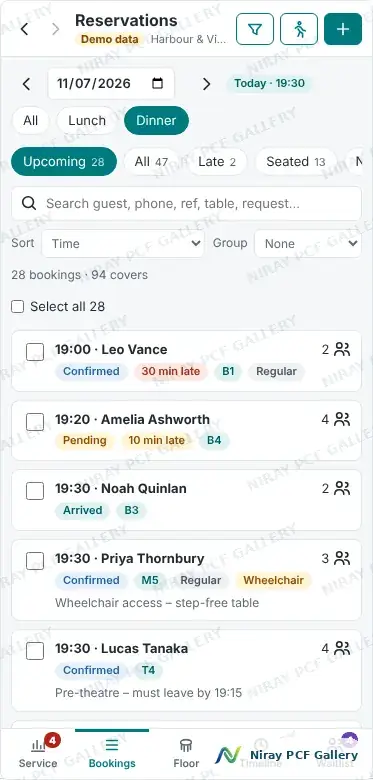 Reservations
Demo data Harbour & Vi...
11/07/2026
Today · 19:30
All Lunch Dinner
Upcoming 28 All 47 Late 2 Seated 13 N
Search guest, phone, ref, table, request...
Sort Time Group None
28 bookings · 94 covers
Select all 28
19:00 · Leo Vance 2
Confirmed 30 min late B1 Regular
19:20 · Amelia Ashworth 4
Pending 10 min late B4
19:30 · Noah Quinlan 2
Arrived B3
19:30 · Priya Thornbury 3
Confirmed M5 Regular Wheelchair
Wheelchair access – step-free table
19:30 · Lucas Tanaka 4
Confirmed T4
Pre-theatre – must leave by 19:15
4
Service Bookings Floor Timeline Waitlist
Niray PCF Gallery
NIRAY PCF GALLERY